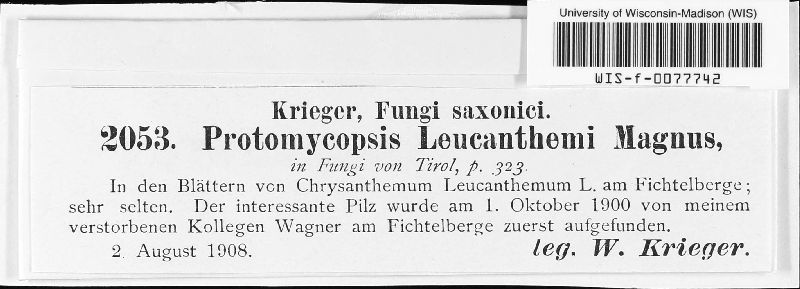 University of Wisconsin-Madison (WIS)
WIS-f-0077742
Krieger, Fungi saxonici.
2053. Protomycopsis Leucanthemi Magnus,
in Fungi von Tirol, p. 323.
In den Blättern von Chrysanthemum Leucanthemum L. am Fichtelberge;
sehr selten. Der interessante Pilz wurde am 1. Oktober 1900 von meinem
verstorbenen Kollegen Wagner am Fichtelberge zuerst aufgefunden.
2. August 1908. leg. W. Krieger.